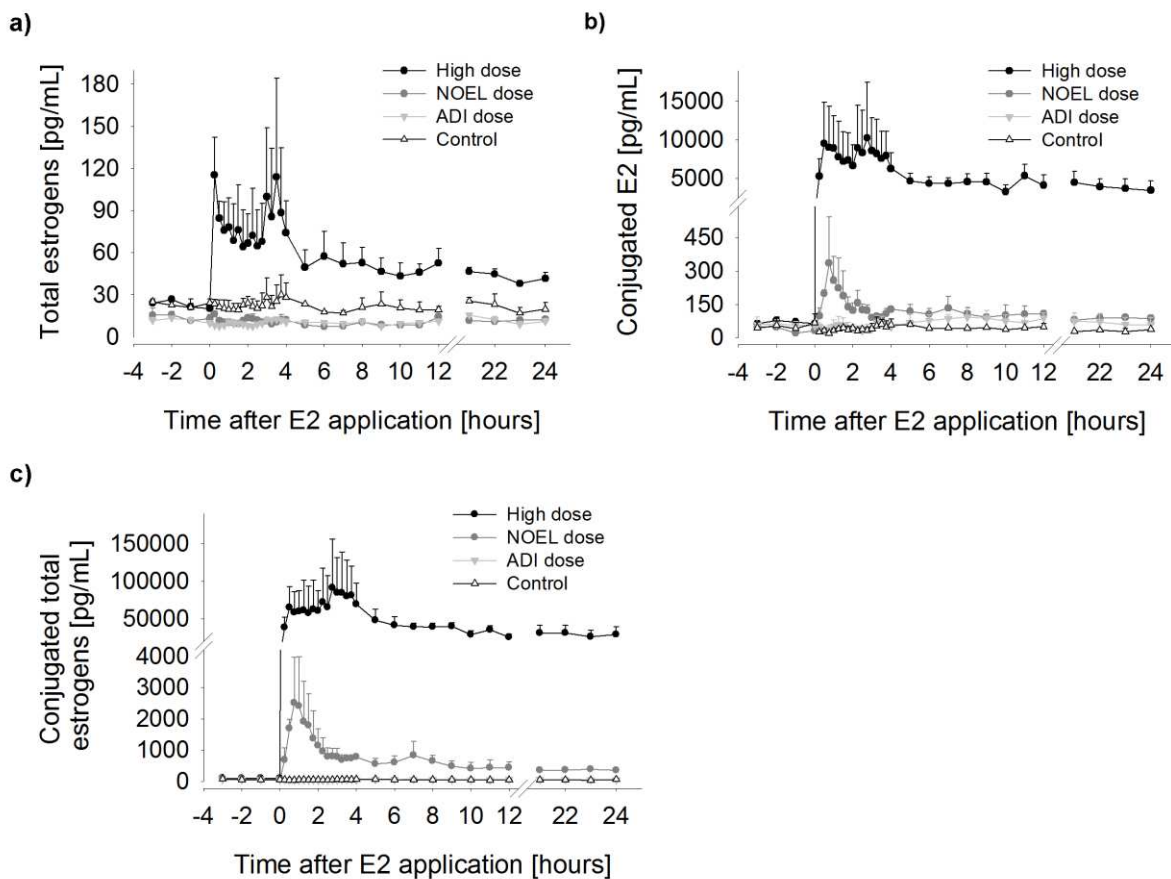 a)
Total estrogens [pg/mL]
180
150
120
90
60
30
0
High dose
NOEL dose
ADI dose
Control
-4 -2 0 2 4 6 8 10 12 22 24
Time after E2 application [hours]
b)
Conjugated E2 [pg/mL]
15000
10000
5000
450
300
150
0
High dose
NOEL dose
ADI dose
Control
-4 -2 0 2 4 6 8 10 12 22 24
Time after E2 application [hours]
c)
Conjugated total
estrogens [pg/mL]
150000
100000
50000
4000
3000
2000
1000
0
High dose
NOEL dose
ADI dose
Control
-4 -2 0 2 4 6 8 10 12 22 24
Time after E2 application [hours]